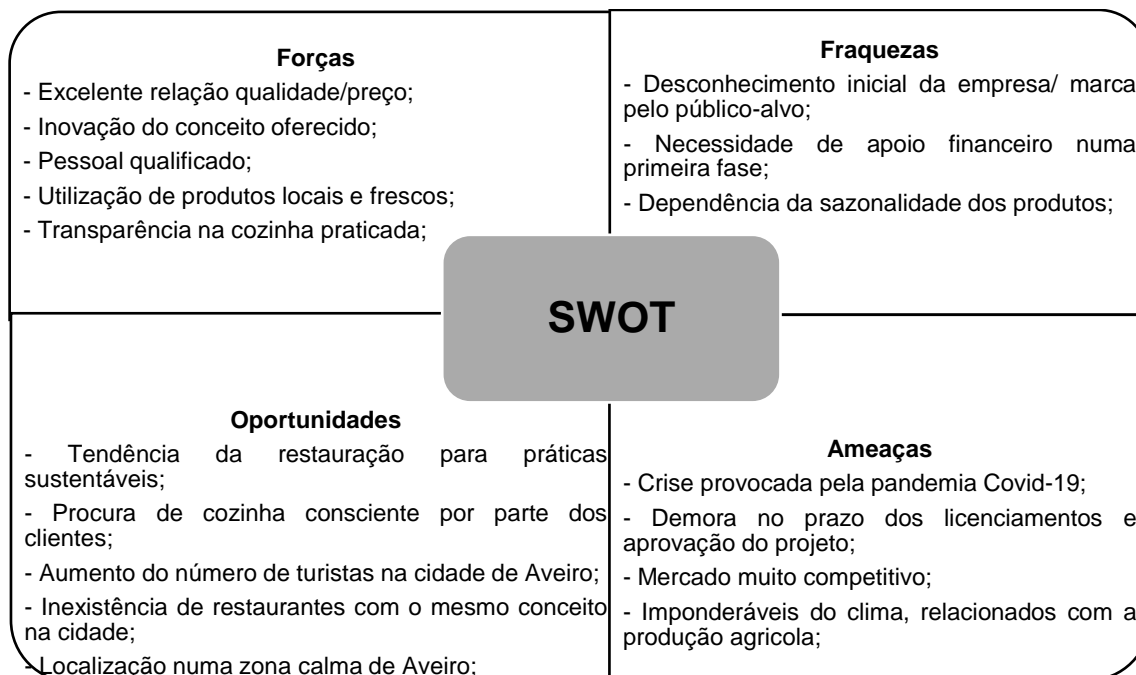 Forças
- Excelente relação qualidade/preço;
- Inovação do conceito oferecido;
- Pessoal qualificado;
- Utilização de produtos locais e frescos;
- Transparência na cozinha praticada;
Fraquezas
- Desconhecimento inicial da empresa/ marca
pelo público-alvo;
- Necessidade de apoio financeiro numa
primeira fase;
- Dependência da sazonalidade dos produtos;
SWOT
Oportunidades
- Tendência da restauração para práticas
sustentáveis;
- Procura de cozinha consciente por parte dos
clientes;
- Aumento do número de turistas na cidade de Aveiro;
- Inexistência de restaurantes com o mesmo conceito
na cidade;
- Localização numa zona calma de Aveiro;
Ameaças
- Crise provocada pela pandemia Covid-19;
- Demora no prazo dos licenciamentos e
aprovação do projeto;
- Mercado muito competitivo;
- Imponderáveis do clima, relacionados com a
produção agricola;